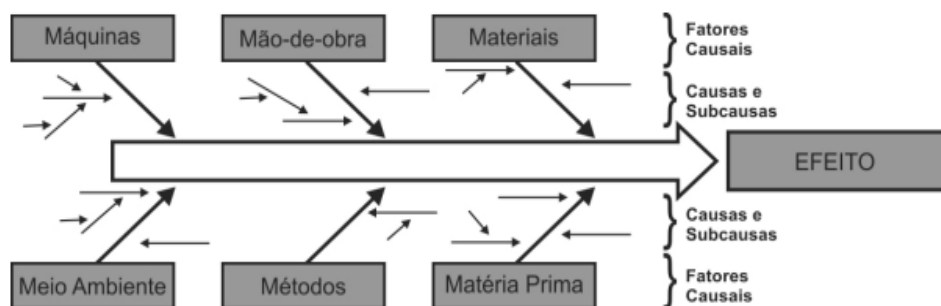 Máquinas
Mão-de-obra
Materiais
Fatores
Causais
Causas e
Subcausas
EFEITO
Causas e
Subcausas
Meio Ambiente
Métodos
Matéria Prima
Fatores
Causais